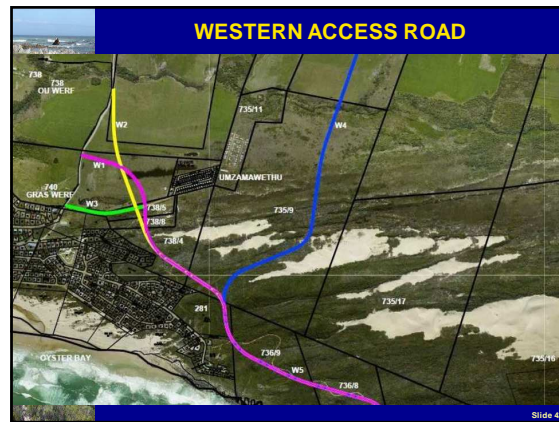 WESTERN ACCESS ROAD
738
738
OU WERF
W2
735/11
W4
W1
UMZAMAWETHU
740
GRAS WERF
W3
738/5
738/8
735/9
738/4
281
735/17
OYSTER BAY
736/9
W5
736/8
735/16
Slide 4